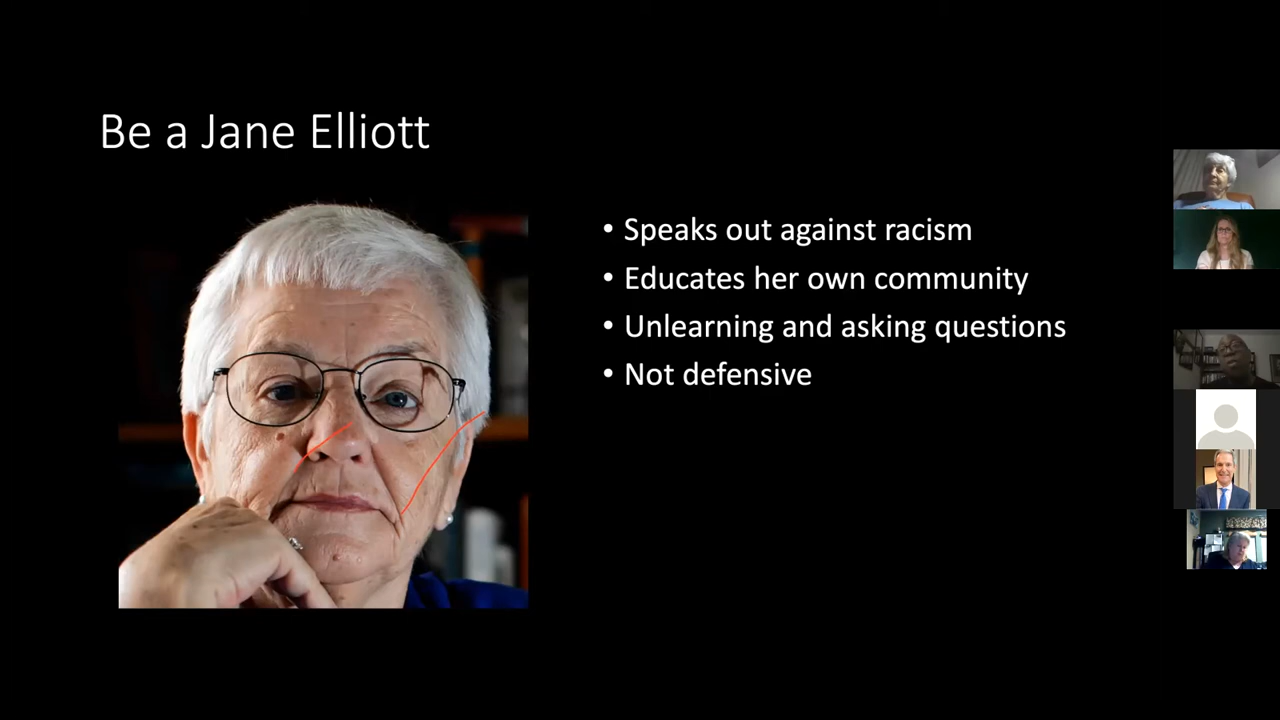 Be a Jane Elliott
• Speaks out against racism
• Educates her own community
• Unlearning and asking questions
• Not defensive